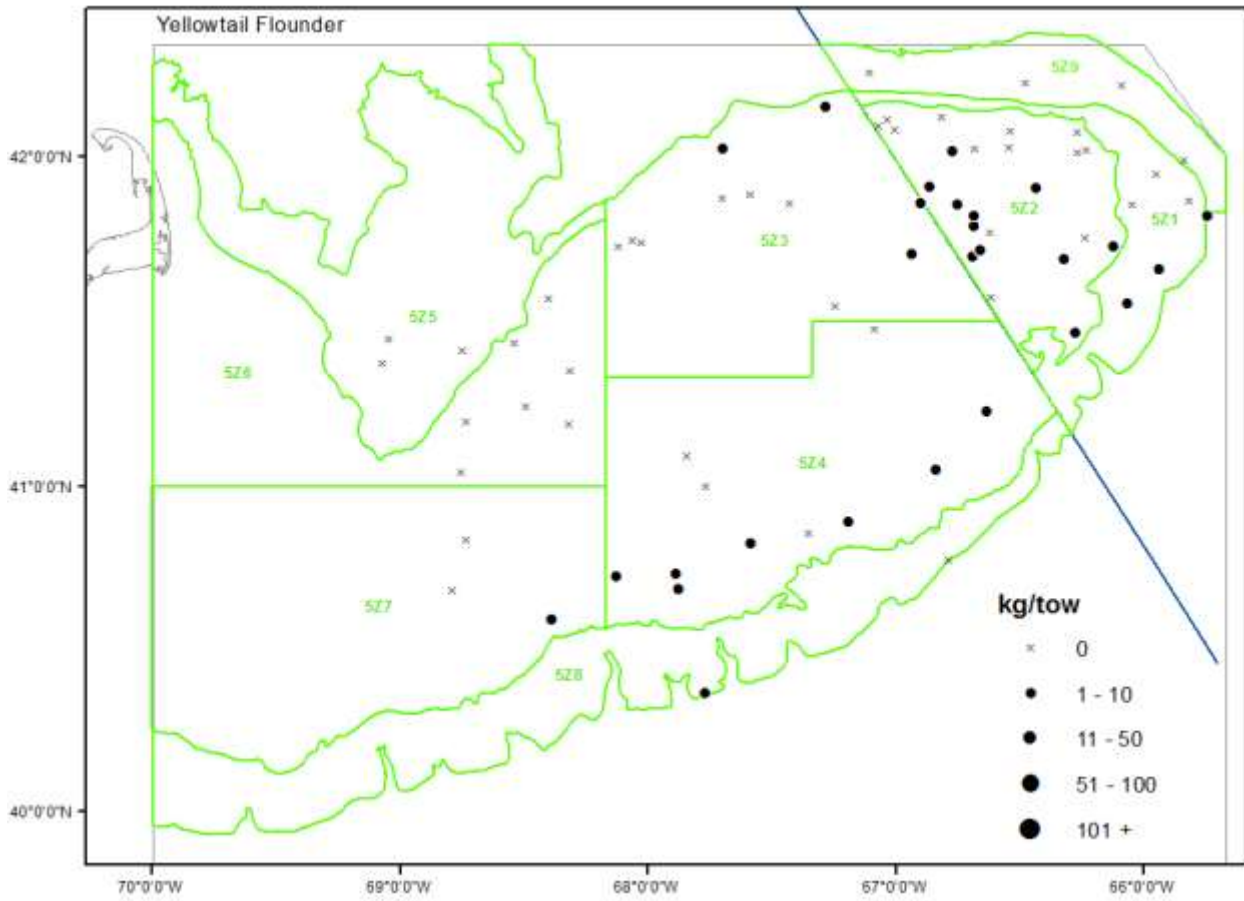 Yellowtail Flounder
5Z9
42°0'0"N
5Z2
5Z1
5Z3
5Z5
5Z6
5Z4
41°0'0"N
5Z7
kg/tow
0
5Z8
1 - 10
11 - 50
51 - 100
40°0'0"N
101 +
70°0'0"W
69°0'0"W
68°0'0"W
67°0'0"W
66°0'0"W